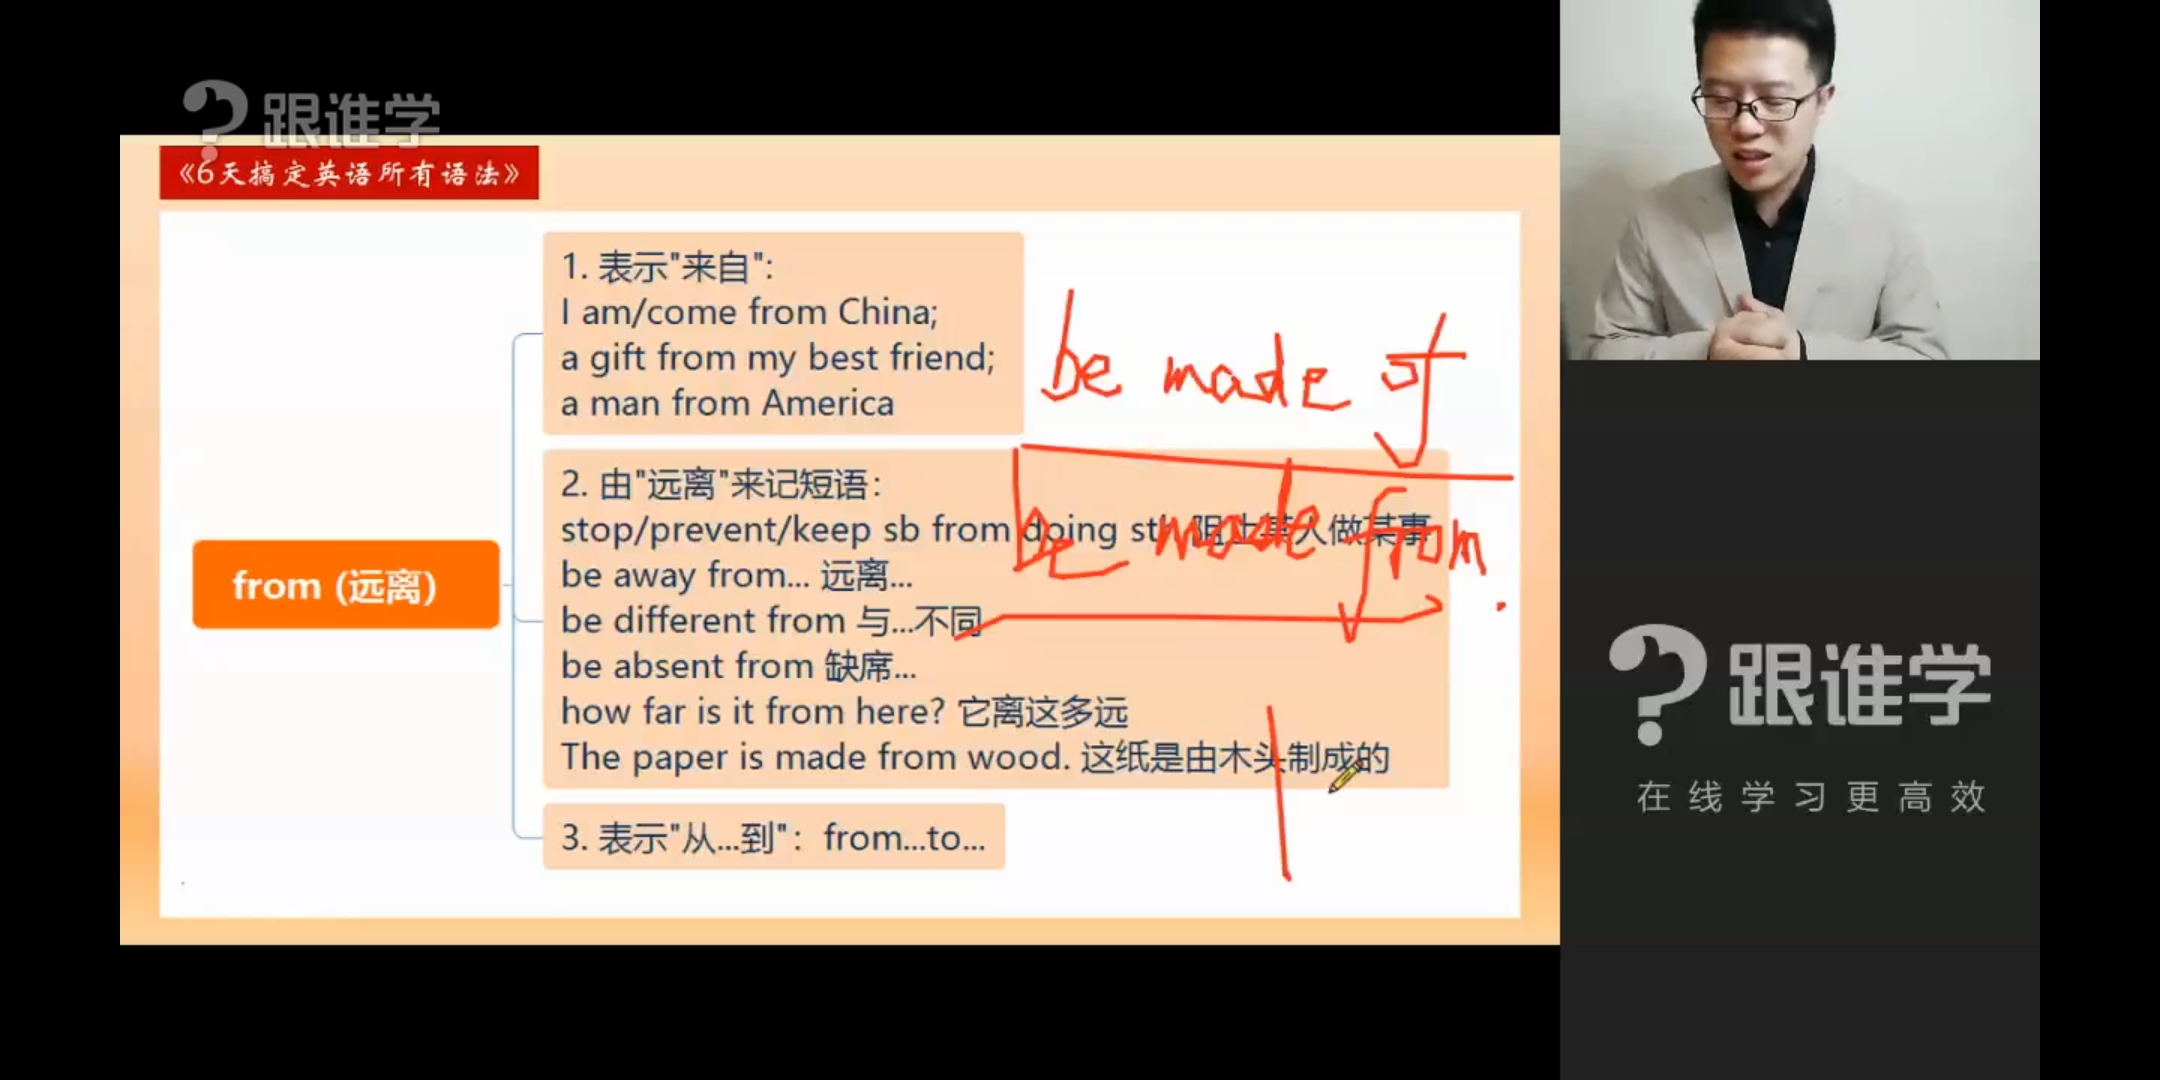 跟谁学
《6天搞定英语所有语法》
from (远离)
1. 表示"来自":
I am/come from China;
a gift from my best friend;
a man from America
be made of
2. 由"远离"来记短语:
stop/prevent/keep sb from doing sth 阻止某人做某事
be made from.
be away from... 远离...
be different from 与...不同
be absent from 缺席...
how far is it from here? 它离这多远
The paper is made from wood. 这纸是由木头制成的
3. 表示"从...到": from...to...
跟谁学
在线学习更高效